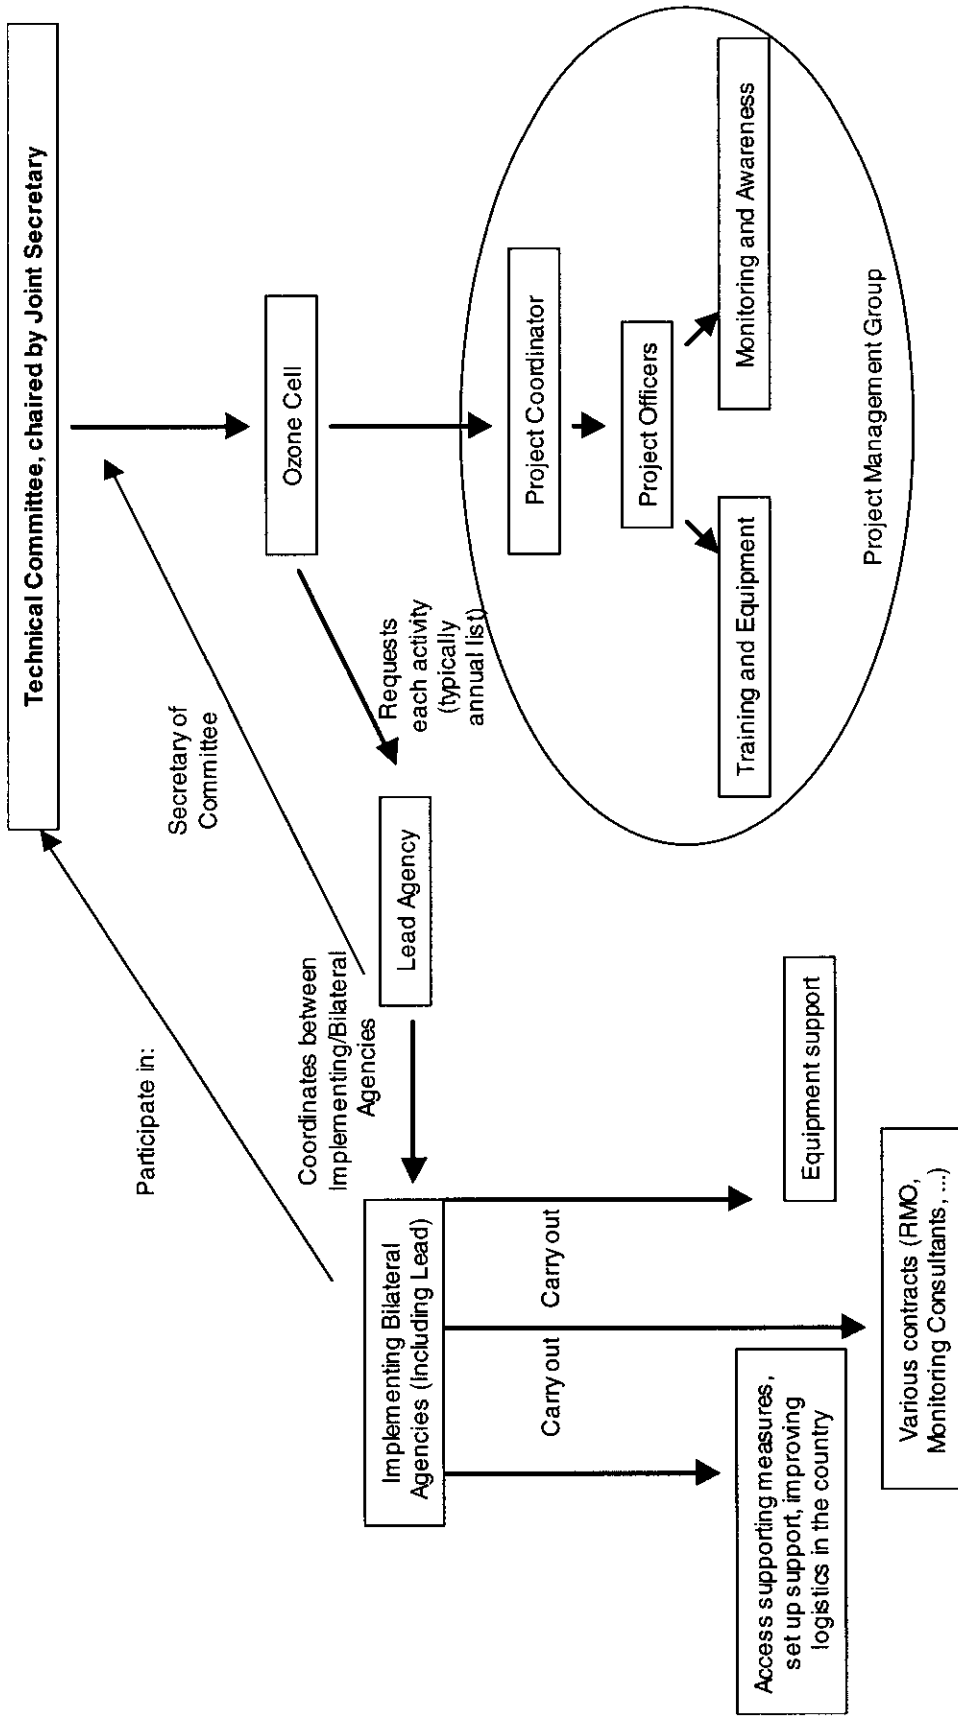 Technical Committee, chaired by Joint Secretary
Participate in:
Secretary of
Committee
Ozone Cell
Requests
each activity
(typically
annual list)
Coordinates between
Implementing/Bilateral
Agencies
Lead Agency
Implementing Bilateral
Agencies (Including Lead)
Project Coordinator
Carry out
Carry out
Project Officers
Access supporting measures,
set up support, improving
logistics in the country
Equipment support
Training and Equipment
Monitoring and Awareness
Various contracts (RMO,
Monitoring Consultants, ...)
Project Management Group